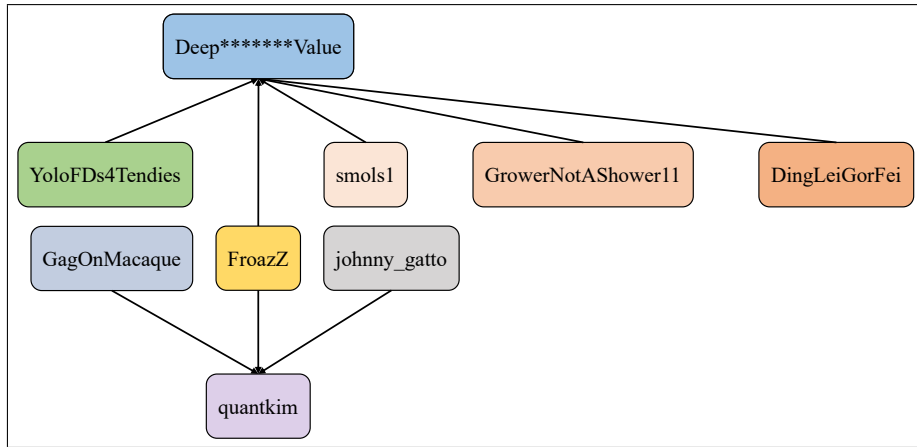 Deep*******Value
YoloFDs4Tendies
smols1
GrowerNotAShower11
DingLeiGorFei
GagOnMacaque
FroazZ
johnny_gatto
quantkim